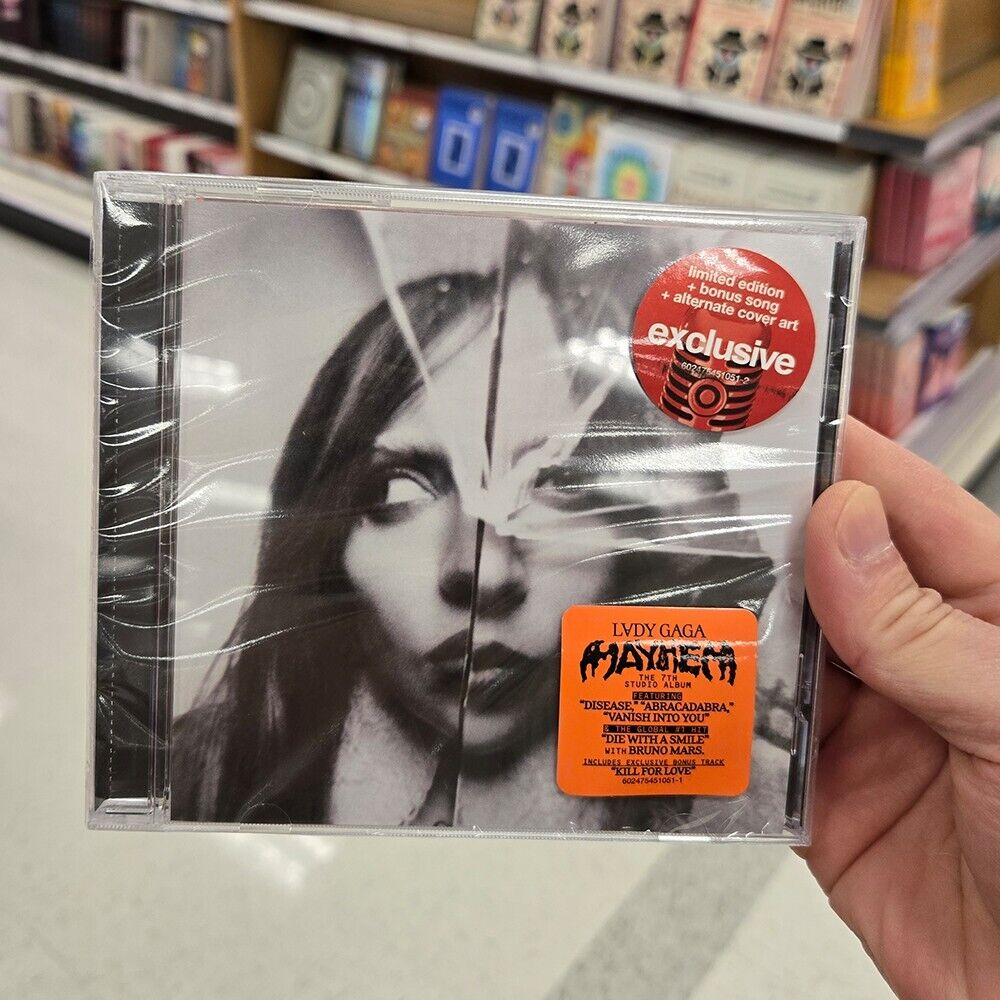 limited edition
+ bonus song
+ alternate cover art
exclusive
602475451051-2
LADY GAGA
MAYHEM
THE 7TH
STUDIO ALBUM
FEATURING
“DISEASE,” “ABRACADABRA,”
“VANISH INTO YOU”
& THE GLOBAL #1 HIT
“DIE WITH A SMILE”
WITH BRUNO MARS.
INCLUDES EXCLUSIVE BONUS TRACK
“KILL FOR LOVE”
602475451051-1